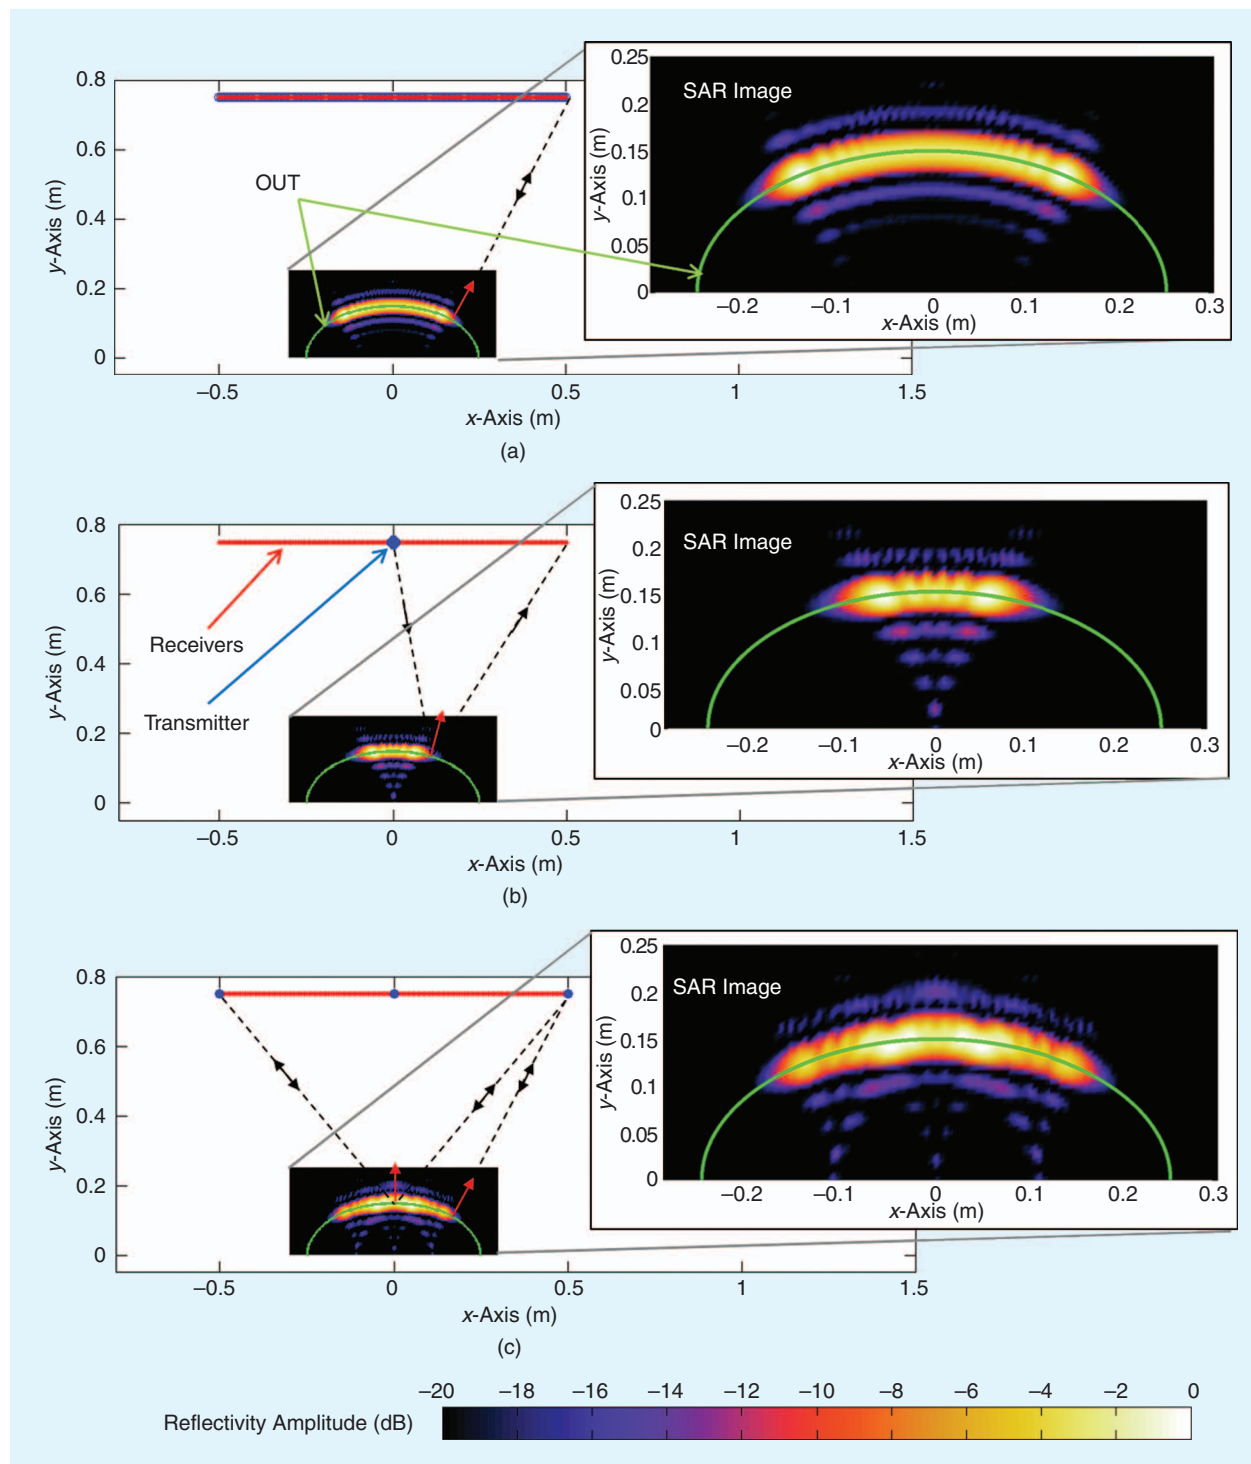 0.8
0.6
0.4
0.2
0
y-Axis (m)
OUT
−0.5 0 0.5 1 1.5
x-Axis (m)
(a)
SAR Image
0.25
0.2
0.15
0.1
0.05
0
y-Axis (m)
−0.2 −0.1 0 0.1 0.2 0.3
x-Axis (m)
0.8
0.6
0.4
0.2
0
y-Axis (m)
Receivers
Transmitter
−0.5 0 0.5 1 1.5
x-Axis (m)
(b)
SAR Image
0.25
0.2
0.15
0.1
0.05
0
y-Axis (m)
−0.2 −0.1 0 0.1 0.2 0.3
x-Axis (m)
0.8
0.6
0.4
0.2
0
y-Axis (m)
−0.5 0 0.5 1 1.5
x-Axis (m)
(c)
SAR Image
0.25
0.2
0.15
0.1
0.05
0
y-Axis (m)
−0.2 −0.1 0 0.1 0.2 0.3
x-Axis (m)
−20 −18 −16 −14 −12 −10 −8 −6 −4 −2 0
Reflectivity Amplitude (dB)